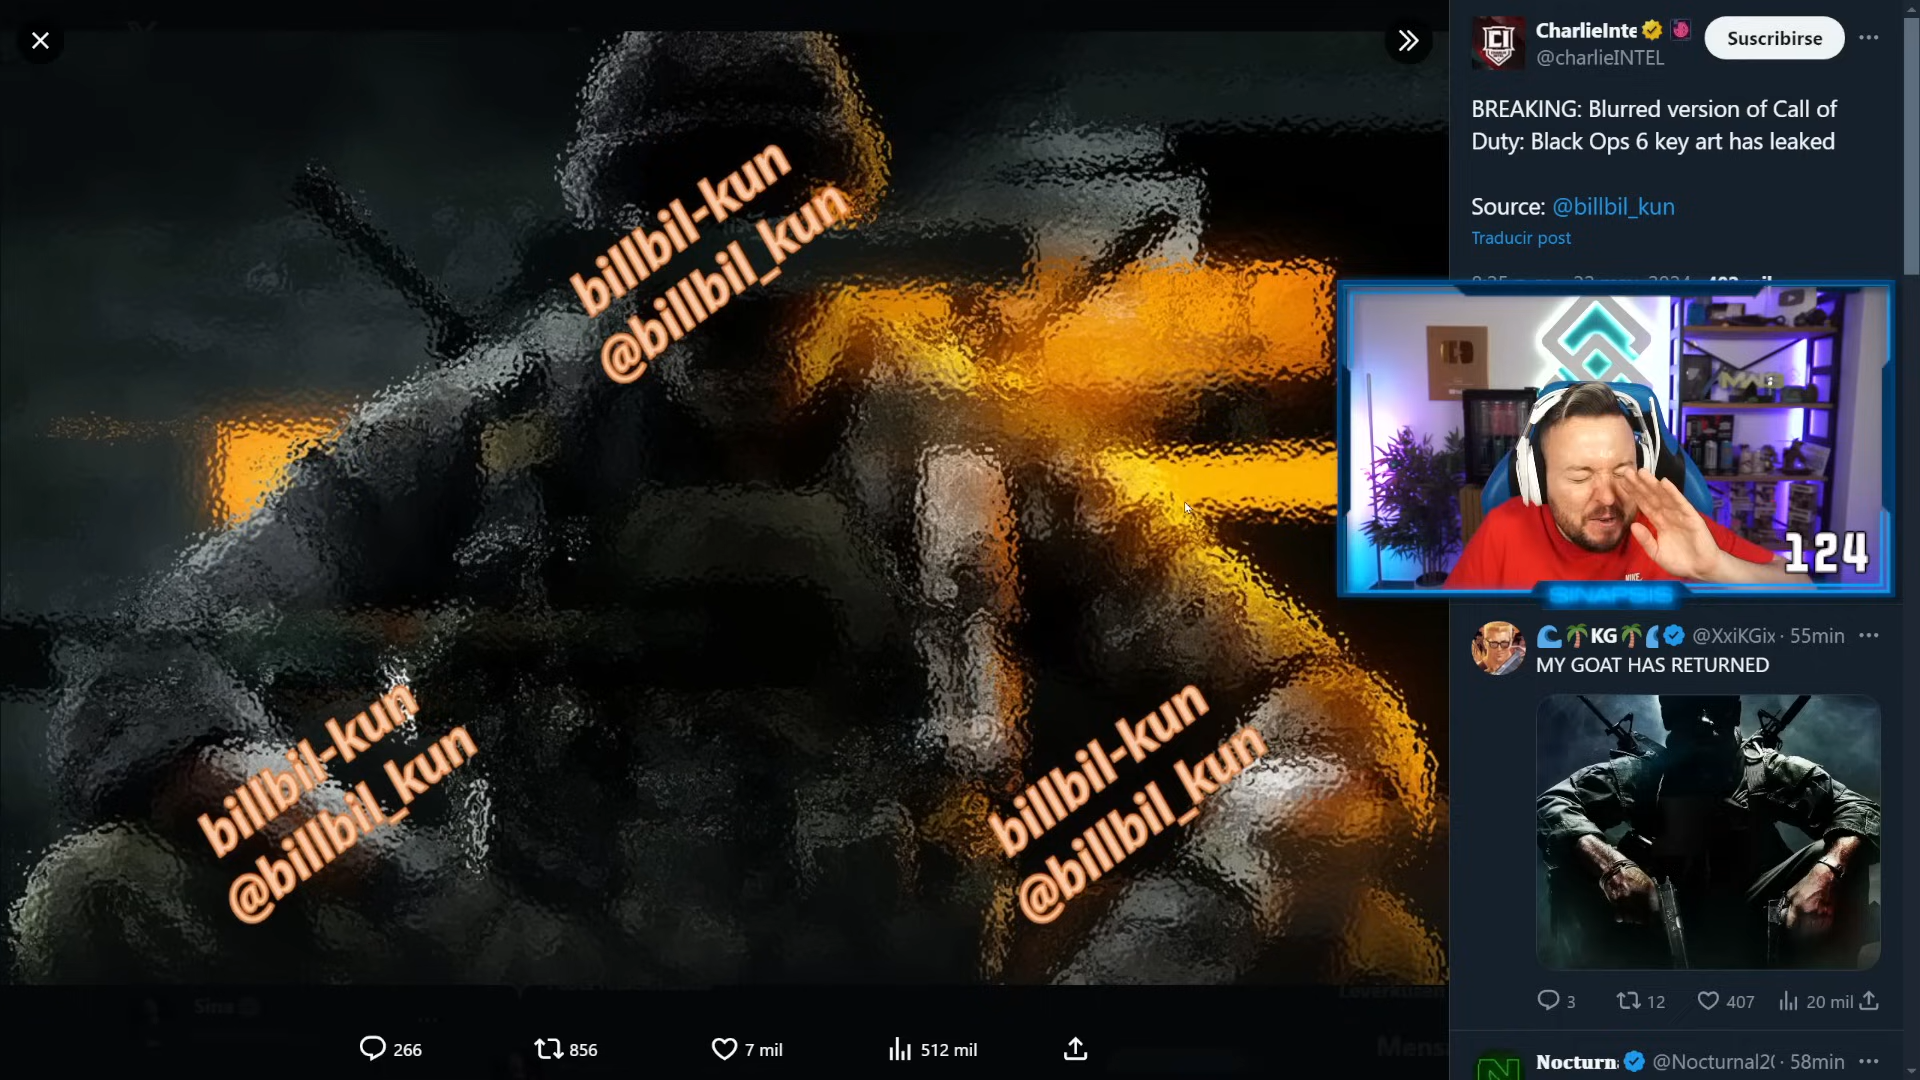 CharlieInte
Suscribirse
@charlieINTEL
BREAKING: Blurred version of Call of
Duty: Black Ops 6 key art has leaked
Source: @billbil_kun
Traducir post
billbil-kun
@billbil_kun
billbil-kun
@billbil_kun
billbil-kun
@billbil_kun
124
SINAPSIS
KG @XxiKGix · 55min
MY GOAT HAS RETURNED
3 12 407 20 mil
266 856 7 mil 512 mil
Nocturn @Nocturnal2( · 58min